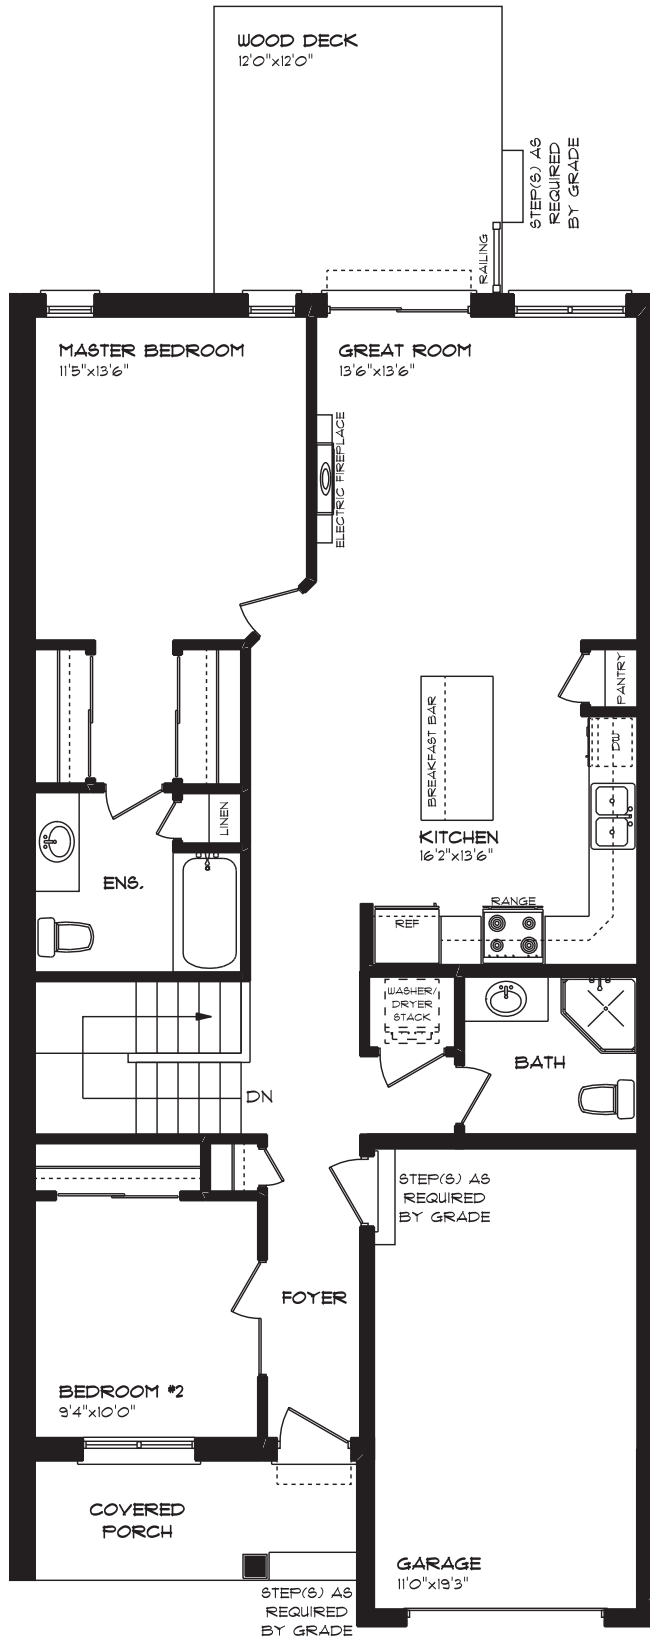 WOOD DECK
12'0"x12'0"
STEP(S) AS
REQUIRED
BY GRADE
RAILING
MASTER BEDROOM
11'5"x13'6"
GREAT ROOM
13'6"x13'6"
ELECTRIC FIREPLACE
PANTRY
BREAKFAST BAR
DW
LINEN
KITCHEN
16'2"x13'6"
ENS.
REF
RANGE
WASHER/
DRYER
STACK
BATH
DN
STEP(S) AS
REQUIRED
BY GRADE
FOYER
BEDROOM #2
9'4"x10'0"
COVERED
PORCH
GARAGE
11'0"x19'3"
STEP(S) AS
REQUIRED
BY GRADE